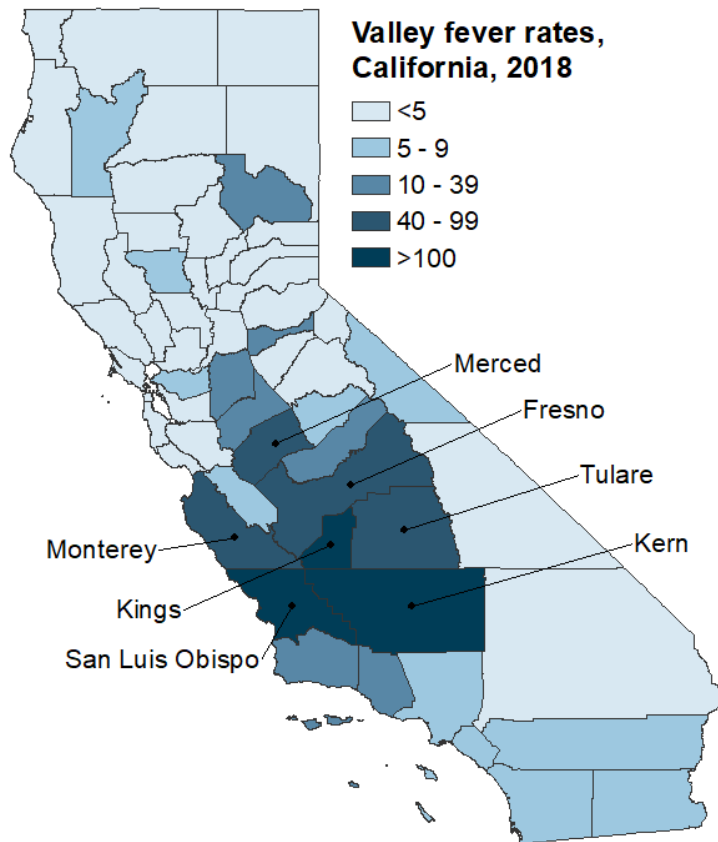 Valley fever rates,
California, 2018
<5
5 - 9
10 - 39
40 - 99
>100
Merced
Fresno
Tulare
Kern
Monterey
Kings
San Luis Obispo